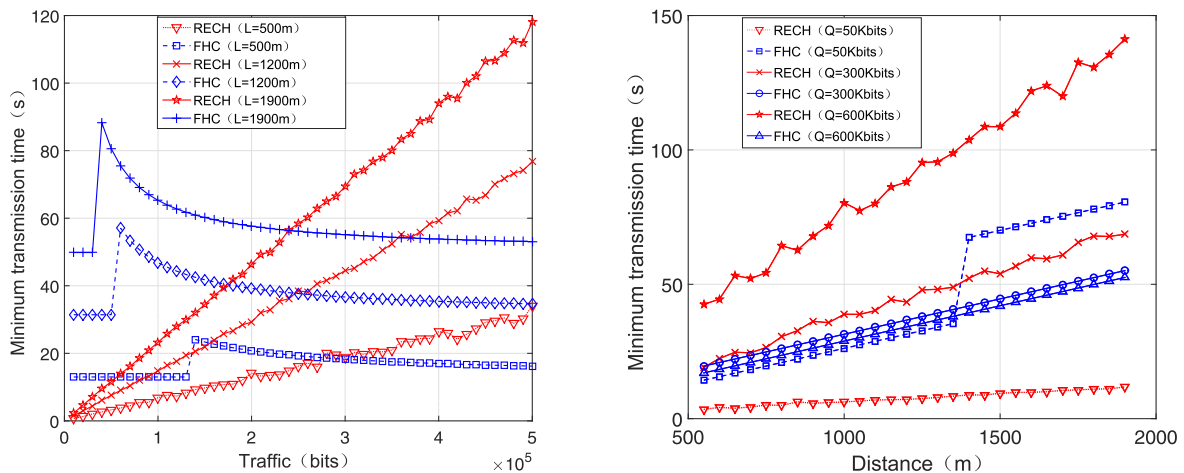 120
100
80
60
40
20
0
0
1
2
3
4
5
×10⁵
Minimum transmission time（s）
Traffic（bits）
RECH（L=500m）
FHC（L=500m）
RECH（L=1200m）
FHC（L=1200m）
RECH（L=1900m）
FHC（L=1900m）
150
100
50
0
500
1000
1500
2000
Minimum transmission time（s）
Distance（m）
RECH（Q=50Kbits）
FHC（Q=50Kbits）
RECH（Q=300Kbits）
FHC（Q=300Kbits）
RECH（Q=600Kbits）
FHC（Q=600Kbits）